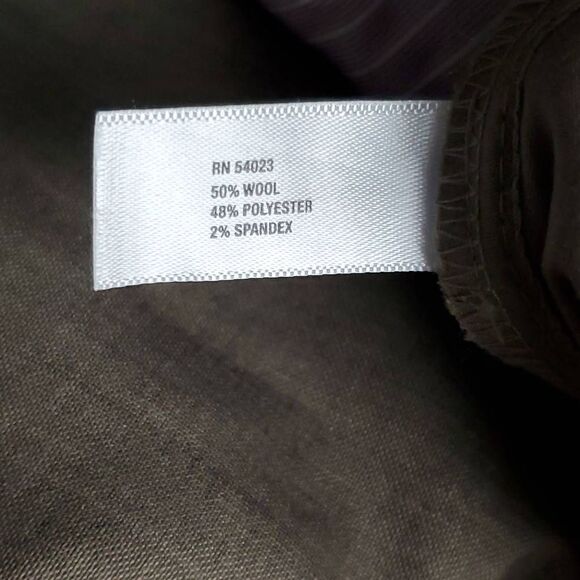 RN 54023
50% WOOL
48% POLYESTER
2% SPANDEX